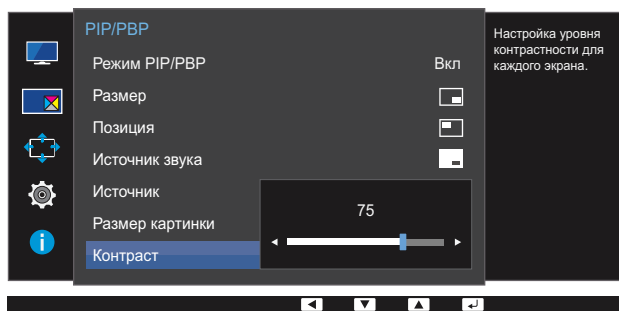 PIP/PBP
Режим PIP/PBP Вкл
Размер
Позиция
Источник звука
Источник
Размер картинки
Контраст
75
Настройка уровня
контрастности для
каждого экрана.